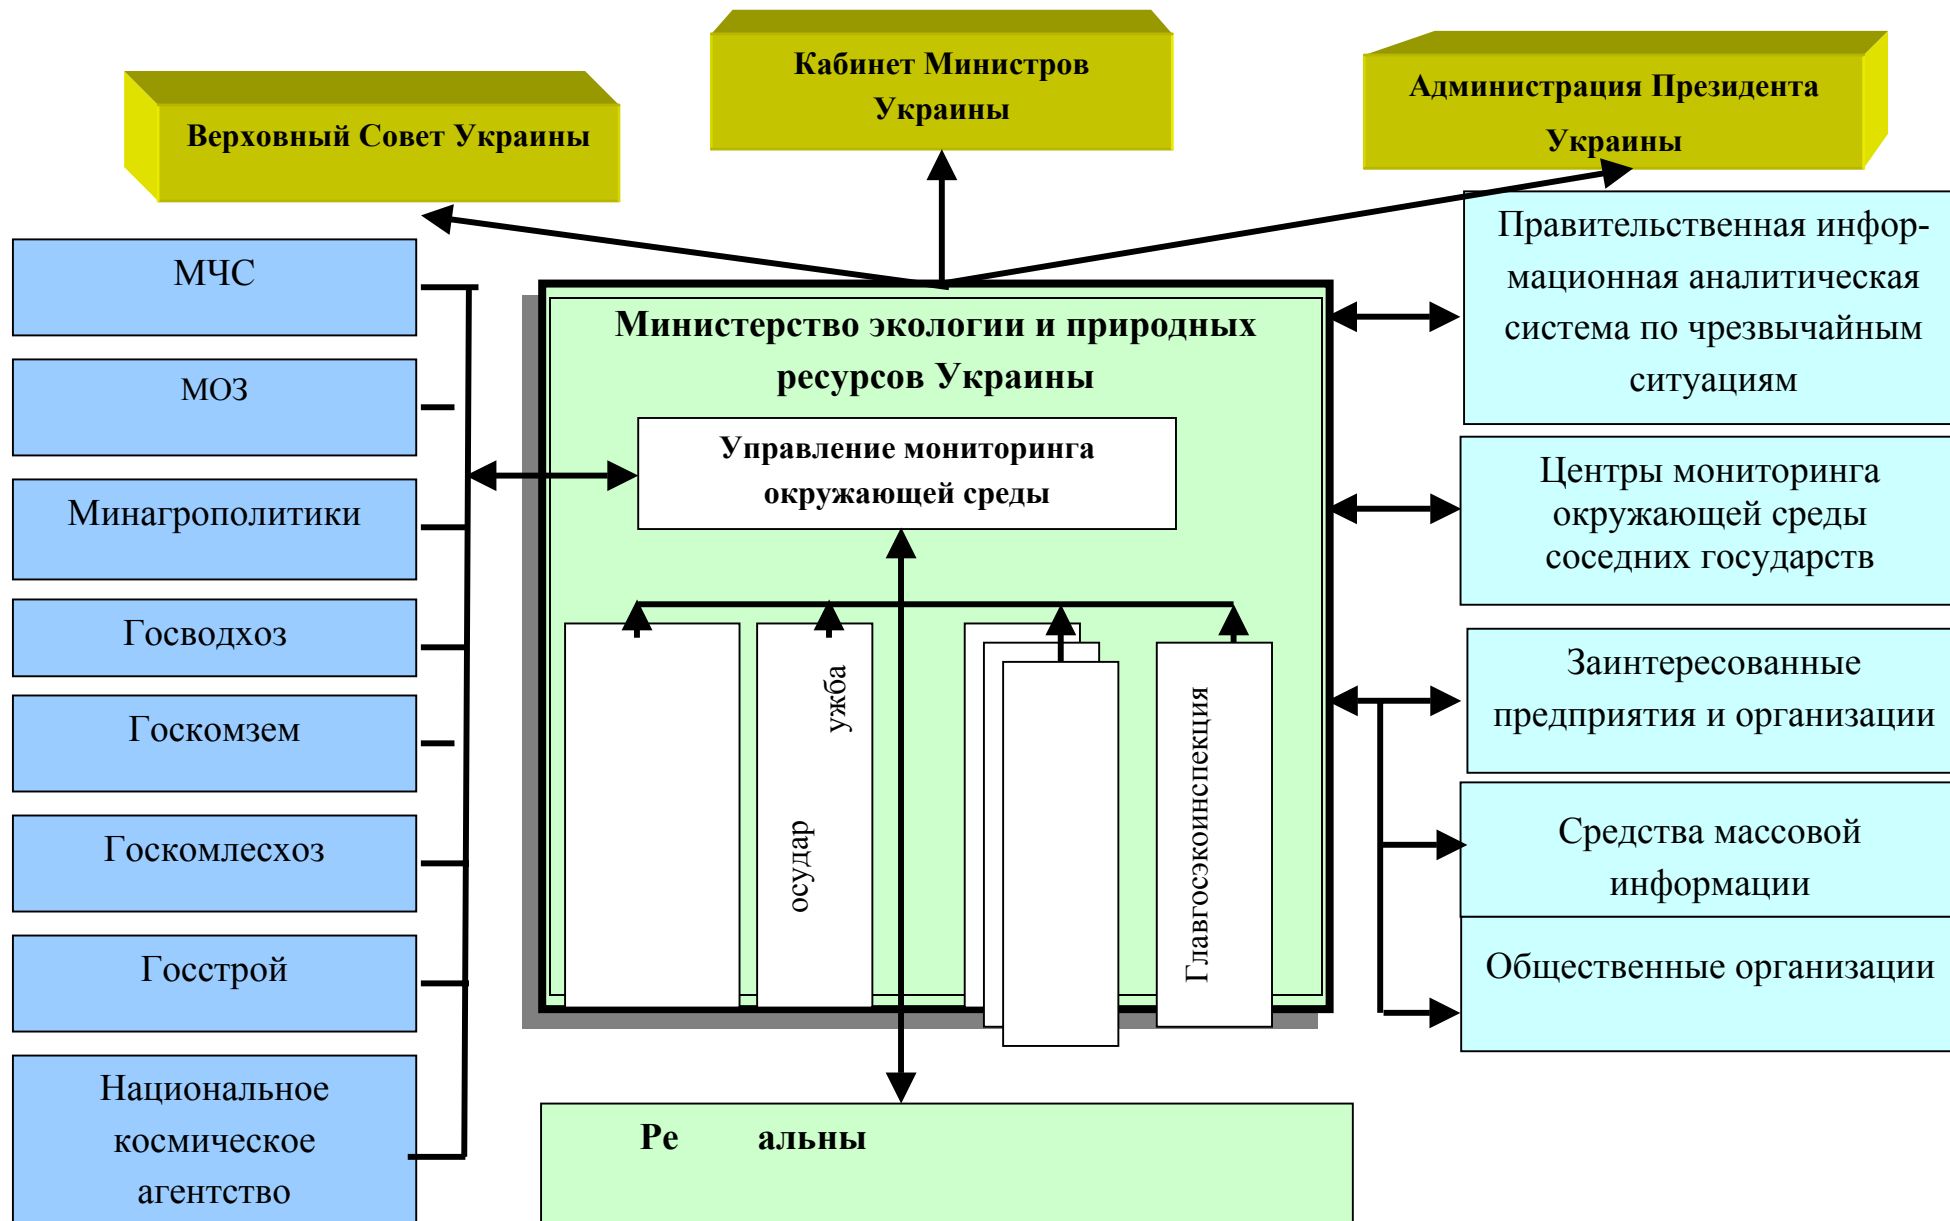 Кабинет Министров
Украины
Верховный Совет Украины
Администрация Президента
Украины
МЧС
МОЗ
Минагрополитики
Госводхоз
Госкомзем
Госкомлесхоз
Госстрой
Национальное
космическое
агентство
Министерство экологии и природных
ресурсов Украины
Управление мониторинга
окружающей среды
осудар ужба
Главгосэкоинспекция
Ре альны
Правительственная инфор-
мационная аналитическая
система по чрезвычайным
ситуациям
Центры мониторинга
окружающей среды
соседних государств
Заинтересованные
предприятия и организации
Средства массовой
информации
Общественные организации